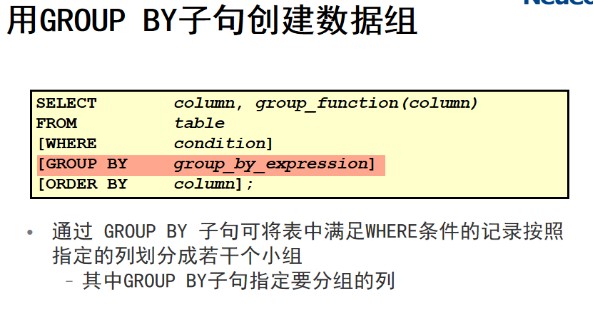 用GROUP BY子句创建数据组
SELECT column, group_function(column)
FROM table
[WHERE condition]
[GROUP BY group_by_expression]
[ORDER BY column];
• 通过 GROUP BY 子句可将表中满足WHERE条件的记录按照
指定的列划分成若干个小组
– 其中GROUP BY子句指定要分组的列